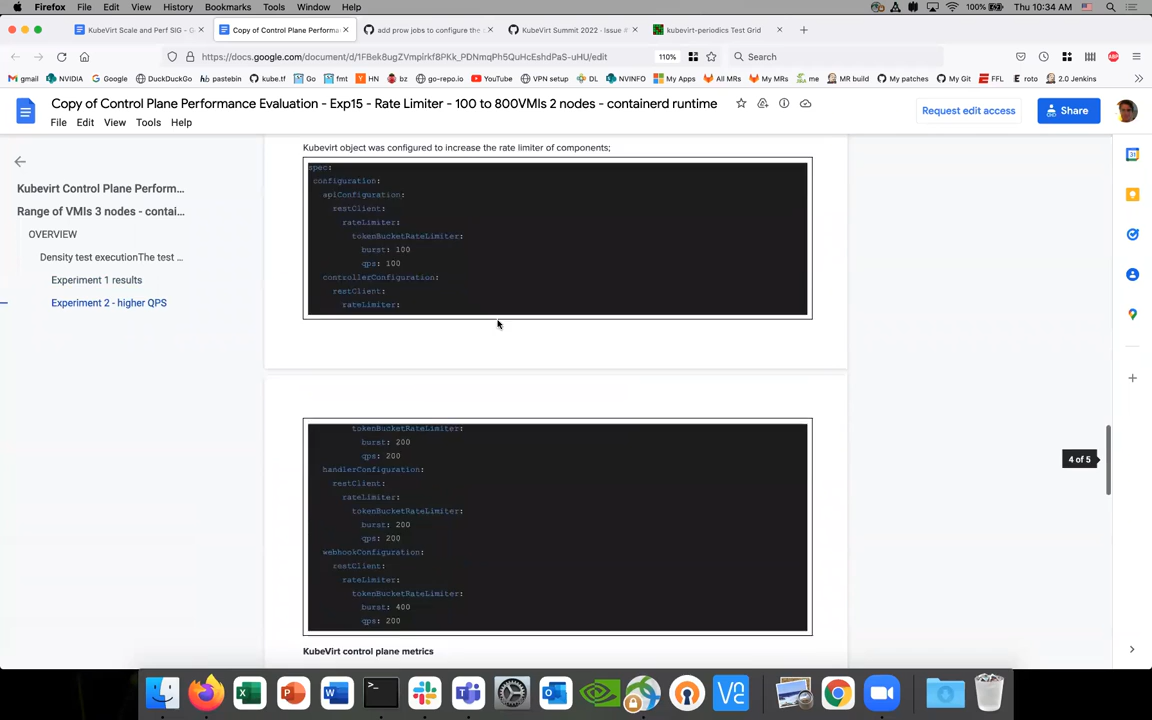 Firefox File Edit View History Bookmarks Tools Window Help
100% Thu 10:34 AM
KubeVirt Scale and Perf SIG - G
Copy of Control Plane Performa
add prow jobs to configure the
KubeVirt Summit 2022 · Issue #
kubevirt-periodics Test Grid
110%
Search
gmail NVIDIA Google DuckDuckGo pastebin kube.tf Go fmt HN bz go-repo.io YouTube VPN setup DL NVINFO My Apps All MRs My MRs me MR build My patches My Git FFL roto 2.0 Jenkins
Copy of Control Plane Performance Evaluation - Exp15 - Rate Limiter - 100 to 800VMIs 2 nodes - containerd runtime
File Edit View Tools Help
Request edit access
Share
Kubevirt Control Plane Perform...
Range of VMIs 3 nodes - contai...
OVERVIEW
Density test executionThe test ...
Experiment 1 results
Experiment 2 - higher QPS
Kubevirt object was configured to increase the rate limiter of components;
spec:
configuration:
apiConfiguration:
restClient:
rateLimiter:
tokenBucketRateLimiter:
burst: 100
qps: 100
controllerConfiguration:
restClient:
rateLimiter:
tokenBucketRateLimiter:
burst: 200
qps: 200
handlerConfiguration:
restClient:
rateLimiter:
tokenBucketRateLimiter:
burst: 200
qps: 200
webhookConfiguration:
restClient:
rateLimiter:
tokenBucketRateLimiter:
burst: 400
qps: 200
KubeVirt control plane metrics
4 of 5